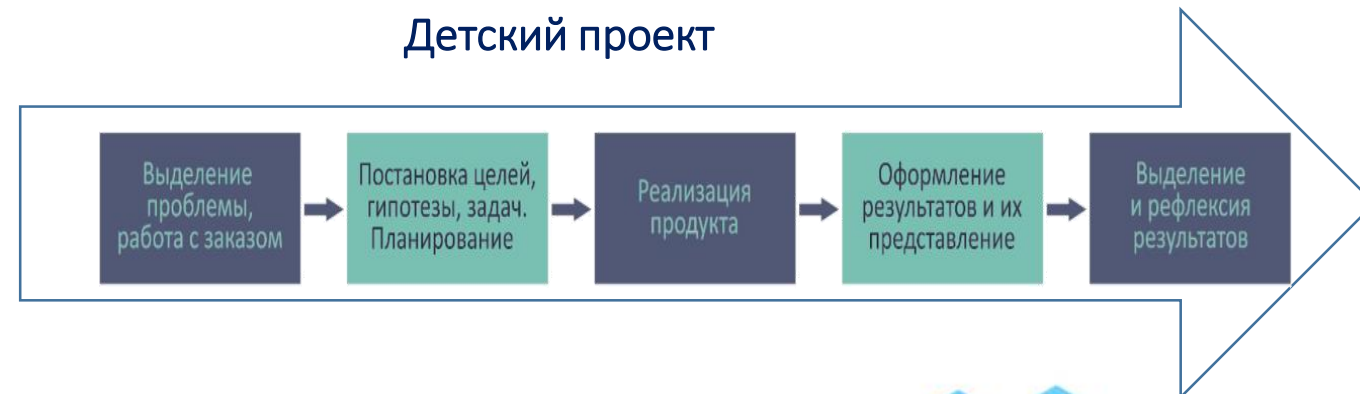 Детский проект
Выделение
проблемы,
работа с заказом
Постановка целей,
гипотезы, задач.
Планирование
Реализация
продукта
Оформление
результатов и их
представление
Выделение
и рефлексия
результатов